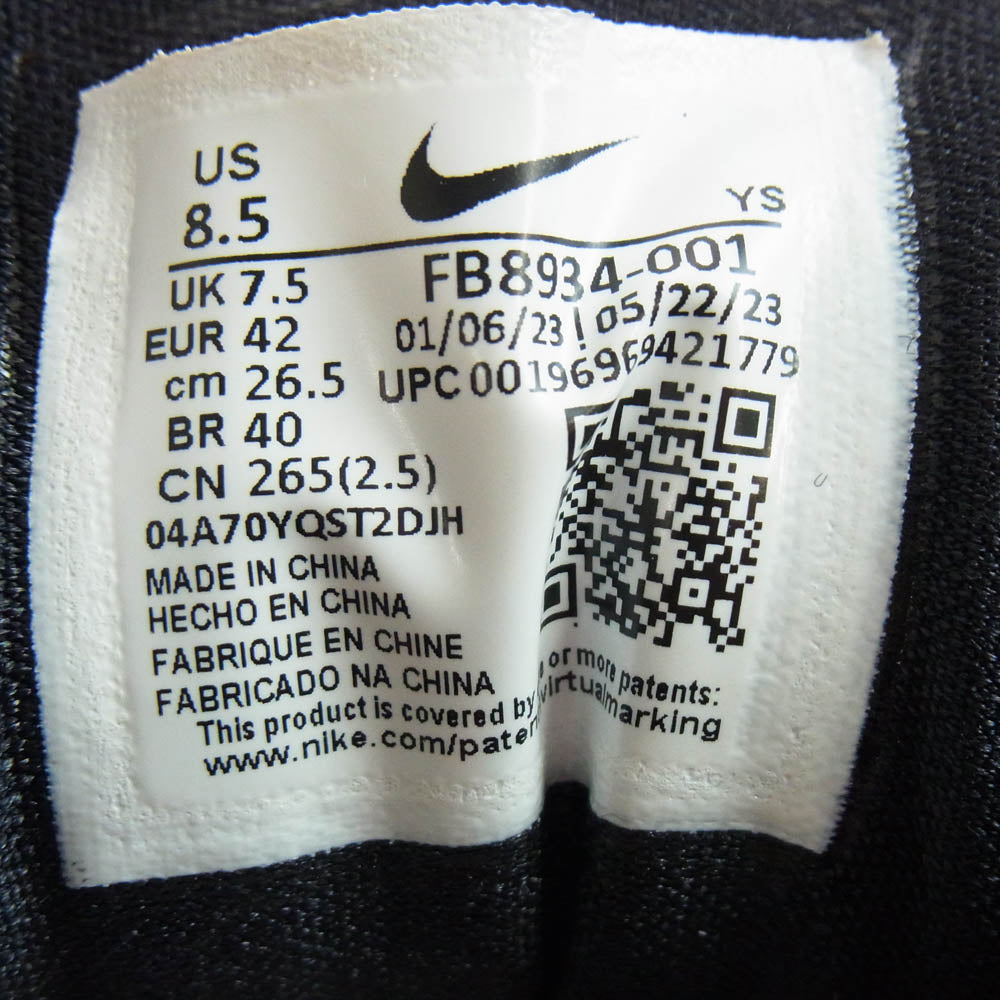 US
8.5
YS
UK 7.5
FB8934-001
EUR 42
01/06/23 | 05/22/23
cm 26.5
UPC 00196969421779
BR 40
CN 265(2.5)
04A70YQST2DJH
MADE IN CHINA
HECHO EN CHINA
FABRIQUE EN CHINE
FABRICADO NA CHINA
This product is covered by or more patents:
www.nike.com/paten virtualmarking